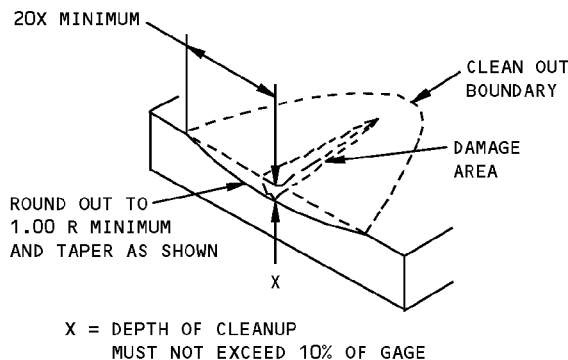 20X MINIMUM
CLEAN OUT
BOUNDARY
DAMAGE
AREA
ROUND OUT TO
1.00 R MINIMUM
AND TAPER AS SHOWN
X
X = DEPTH OF CLEANUP
MUST NOT EXCEED 10% OF GAGE